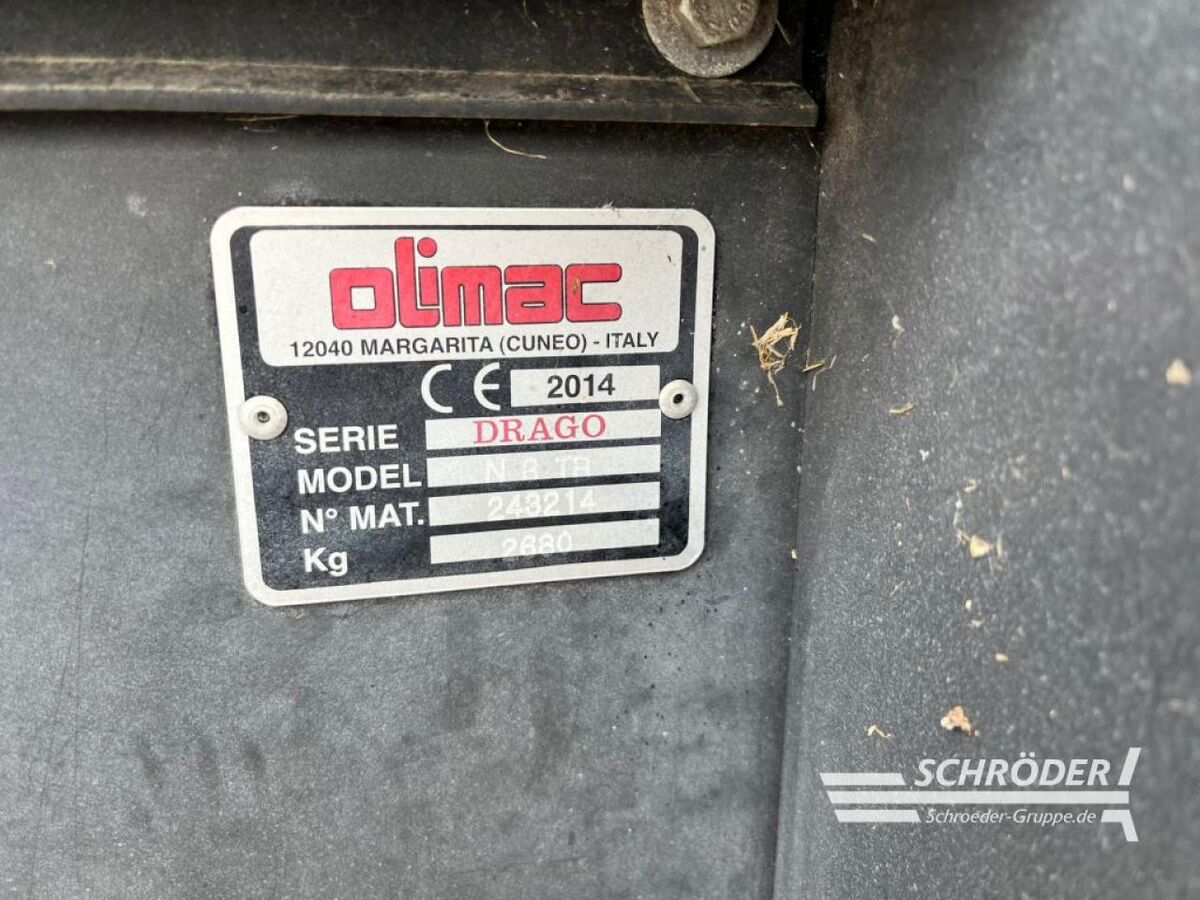 olimac
12040 MARGARITA (CUNEO) - ITALY
CE 2014
SERIE DRAGO
MODEL N 8 TR
N° MAT. 248214
Kg 2680
SCHRÖDER
Schroeder-Gruppe.de